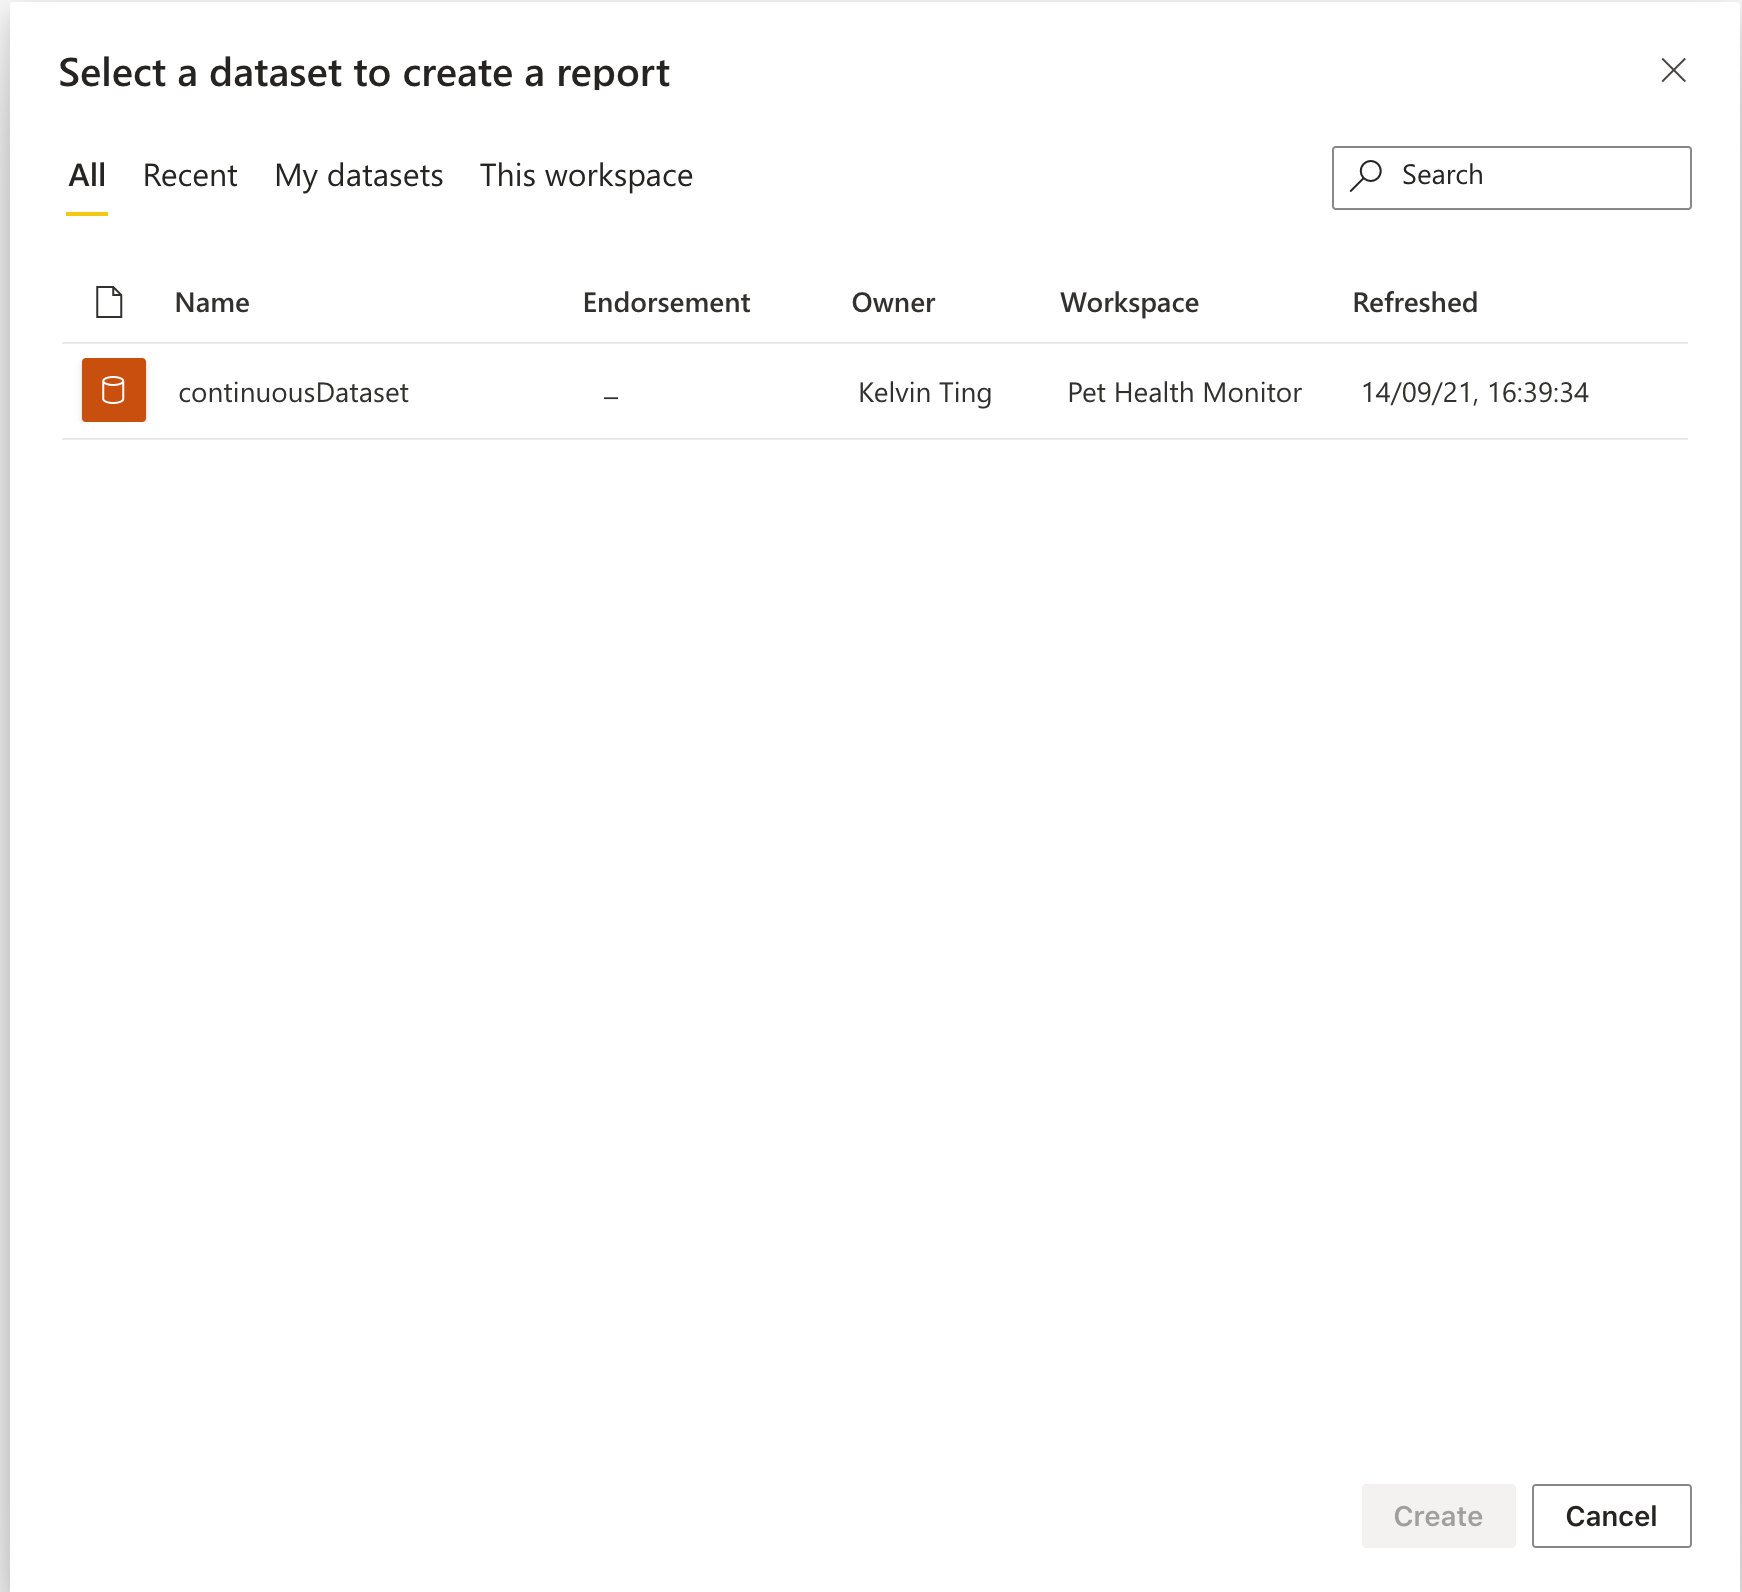 Select a dataset to create a report
All Recent My datasets This workspace Search
Name Endorsement Owner Workspace Refreshed
continuousDataset – Kelvin Ting Pet Health Monitor 14/09/21, 16:39:34
Create Cancel